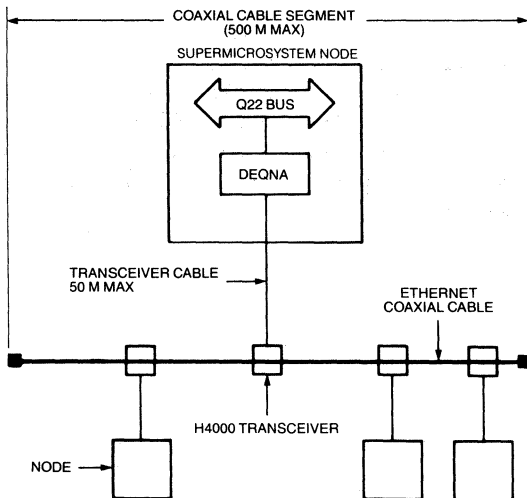 COAXIAL CABLE SEGMENT
(500 M MAX)
SUPERMICROSYSTEM NODE
Q22 BUS
DEQNA
TRANSCEIVER CABLE
50 M MAX
ETHERNET
COAXIAL CABLE
H4000 TRANSCEIVER
NODE